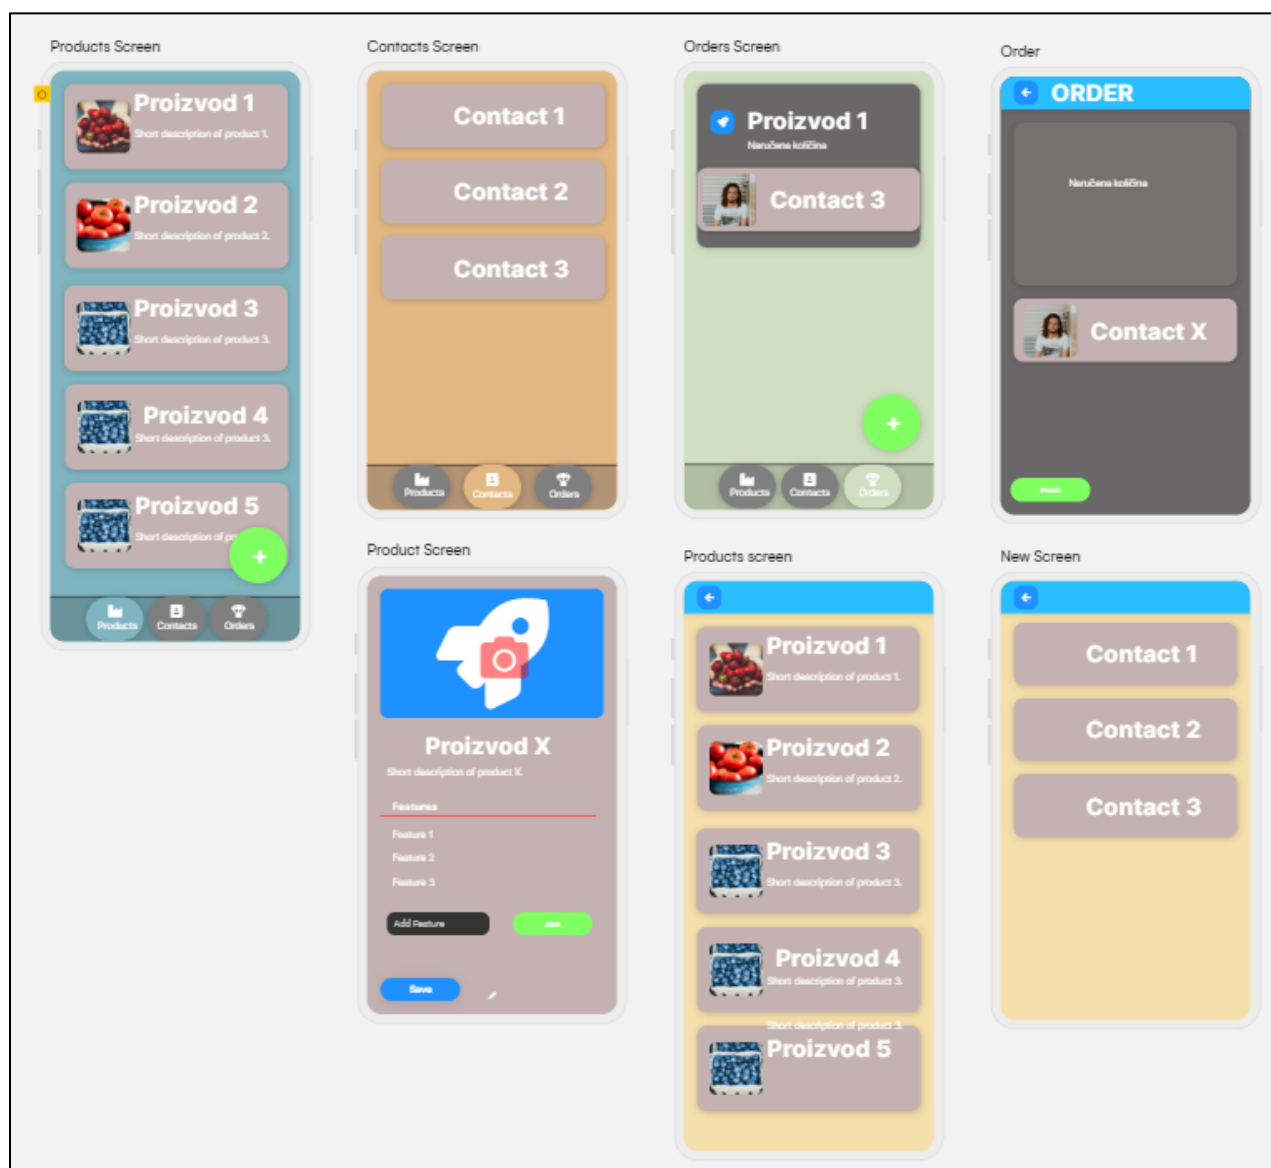 Products Screen
Proizvod 1
Short description of product 1.
Proizvod 2
Short description of product 2.
Proizvod 3
Short description of product 3.
Proizvod 4
Short description of product 3.
Proizvod 5
Short description of
Products
Contacts
Orders
Contacts Screen
Contact 1
Contact 2
Contact 3
Products
Contacts
Orders
Orders Screen
Proizvod 1
Naručena količina
Contact 3
Products
Contacts
Orders
Order
ORDER
Naručena količina
Contact X
Product Screen
Proizvod X
Short description of product X.
Features
Feature 1
Feature 2
Feature 3
Add Feature
Save
Products screen
Proizvod 1
Short description of product 1.
Proizvod 2
Short description of product 2.
Proizvod 3
Short description of product 3.
Proizvod 4
Short description of product 3.
Short description of product 3.
Proizvod 5
New Screen
Contact 1
Contact 2
Contact 3